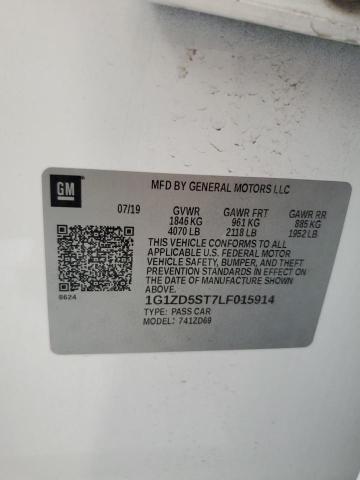 GM
MFD BY GENERAL MOTORS LLC
07/19 GVWR GAWR FRT GAWR RR
1846 KG 961 KG 885 KG
4070 LB 2118 LB 1952 LB
THIS VEHICLE CONFORMS TO ALL
APPLICABLE U.S. FEDERAL MOTOR
VEHICLE SAFETY, BUMPER, AND THEFT
PREVENTION STANDARDS IN EFFECT ON
THE DATE OF MANUFACTURE SHOWN
ABOVE.
8624
1G1ZD5ST7LF015914
TYPE: PASS CAR
MODEL: 741ZD69